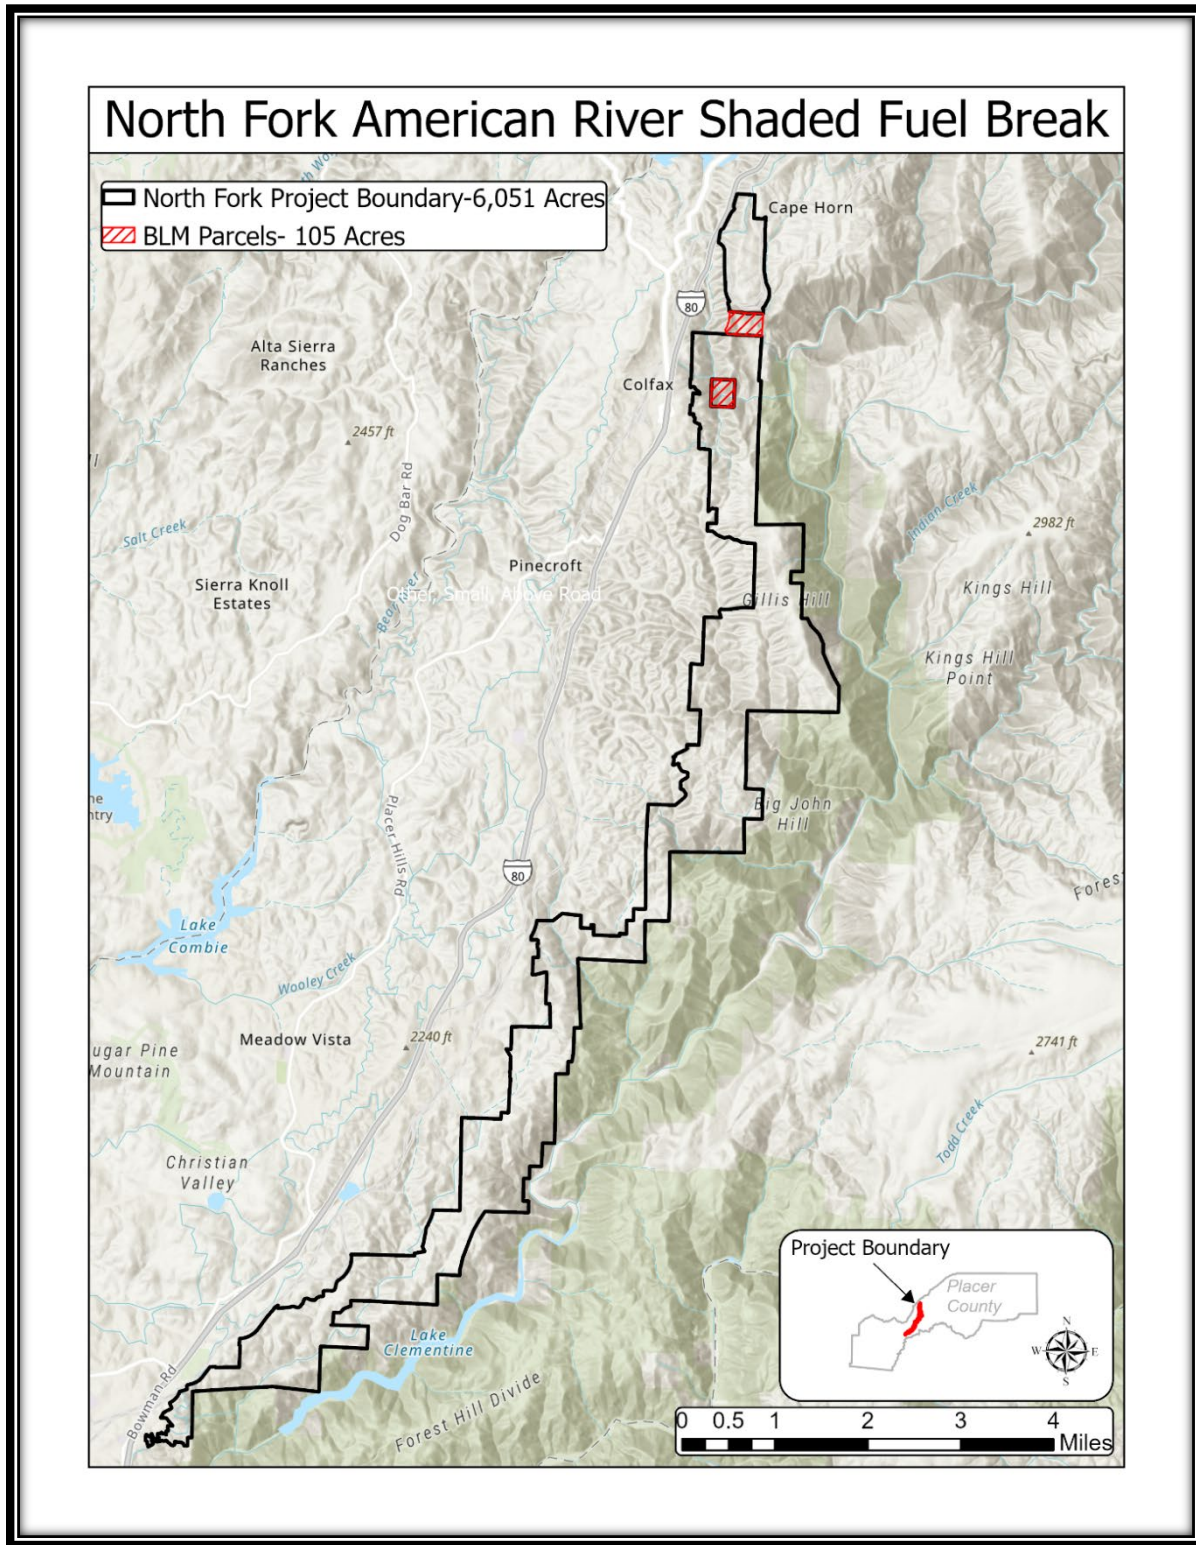 North Fork American River Shaded Fuel Break
North Fork Project Boundary-6,051 Acres
BLM Parcels- 105 Acres
Cape Horn
80
Alta Sierra
Ranches
Colfax
2457 ft
Dog Bar Rd
Salt Creek
Indian Creek
2982 ft
Pinecroft
Sierra Knoll
Estates
Other, Small, Above Road
Gillis Hill
Kings Hill
Kings Hill
Point
Placer Hills Rd
Big John
Hill
80
Lake
Combie
Wooley Creek
Meadow Vista
2240 ft
2741 ft
ugar Pine
Mountain
Todd Creek
Christian
Valley
Lake
Clementine
Bowman Rd
Forest Hill Divide
Project Boundary
Placer
County
N
W E
S
0 0.5 1 2 3 4
Miles